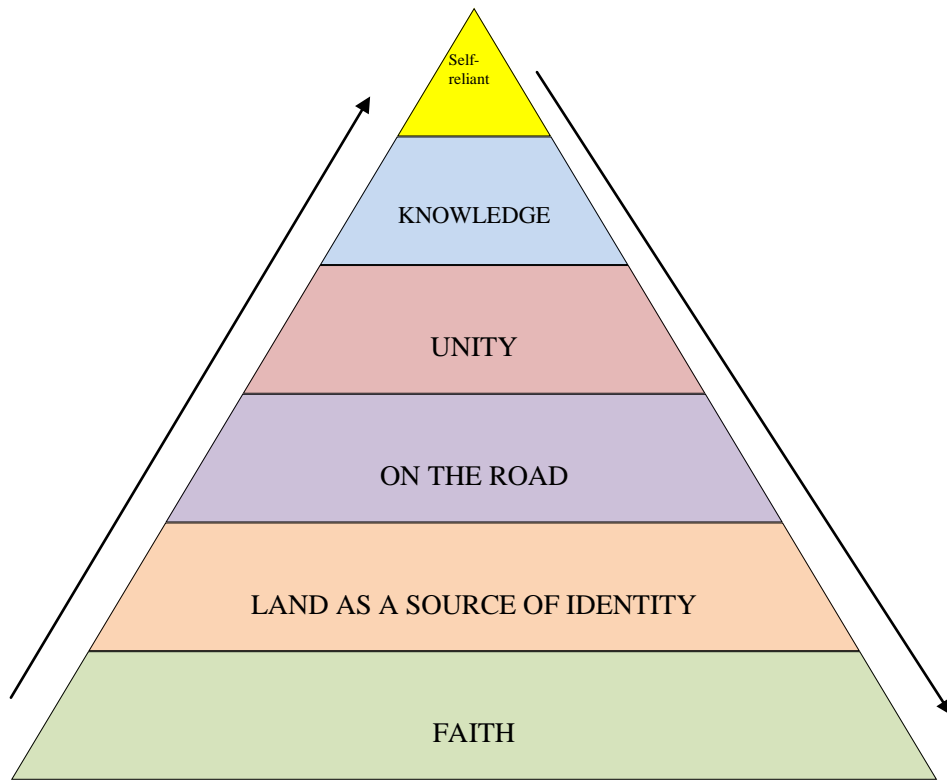 Self-
reliant
KNOWLEDGE
UNITY
ON THE ROAD
LAND AS A SOURCE OF IDENTITY
FAITH